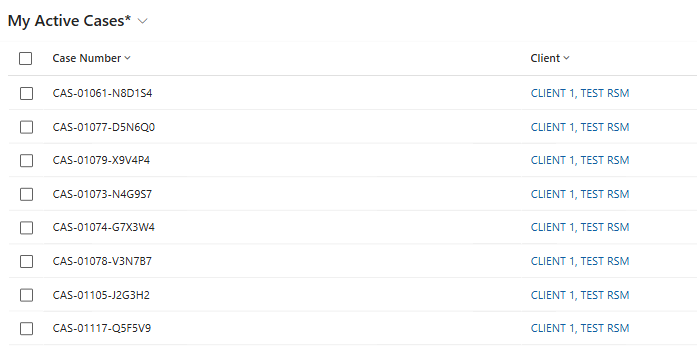 My Active Cases*
Case Number Client
CAS-01061-N8D1S4 CLIENT 1, TEST RSM
CAS-01077-D5N6Q0 CLIENT 1, TEST RSM
CAS-01079-X9V4P4 CLIENT 1, TEST RSM
CAS-01073-N4G9S7 CLIENT 1, TEST RSM
CAS-01074-G7X3W4 CLIENT 1, TEST RSM
CAS-01078-V3N7B7 CLIENT 1, TEST RSM
CAS-01105-J2G3H2 CLIENT 1, TEST RSM
CAS-01117-Q5F5V9 CLIENT 1, TEST RSM